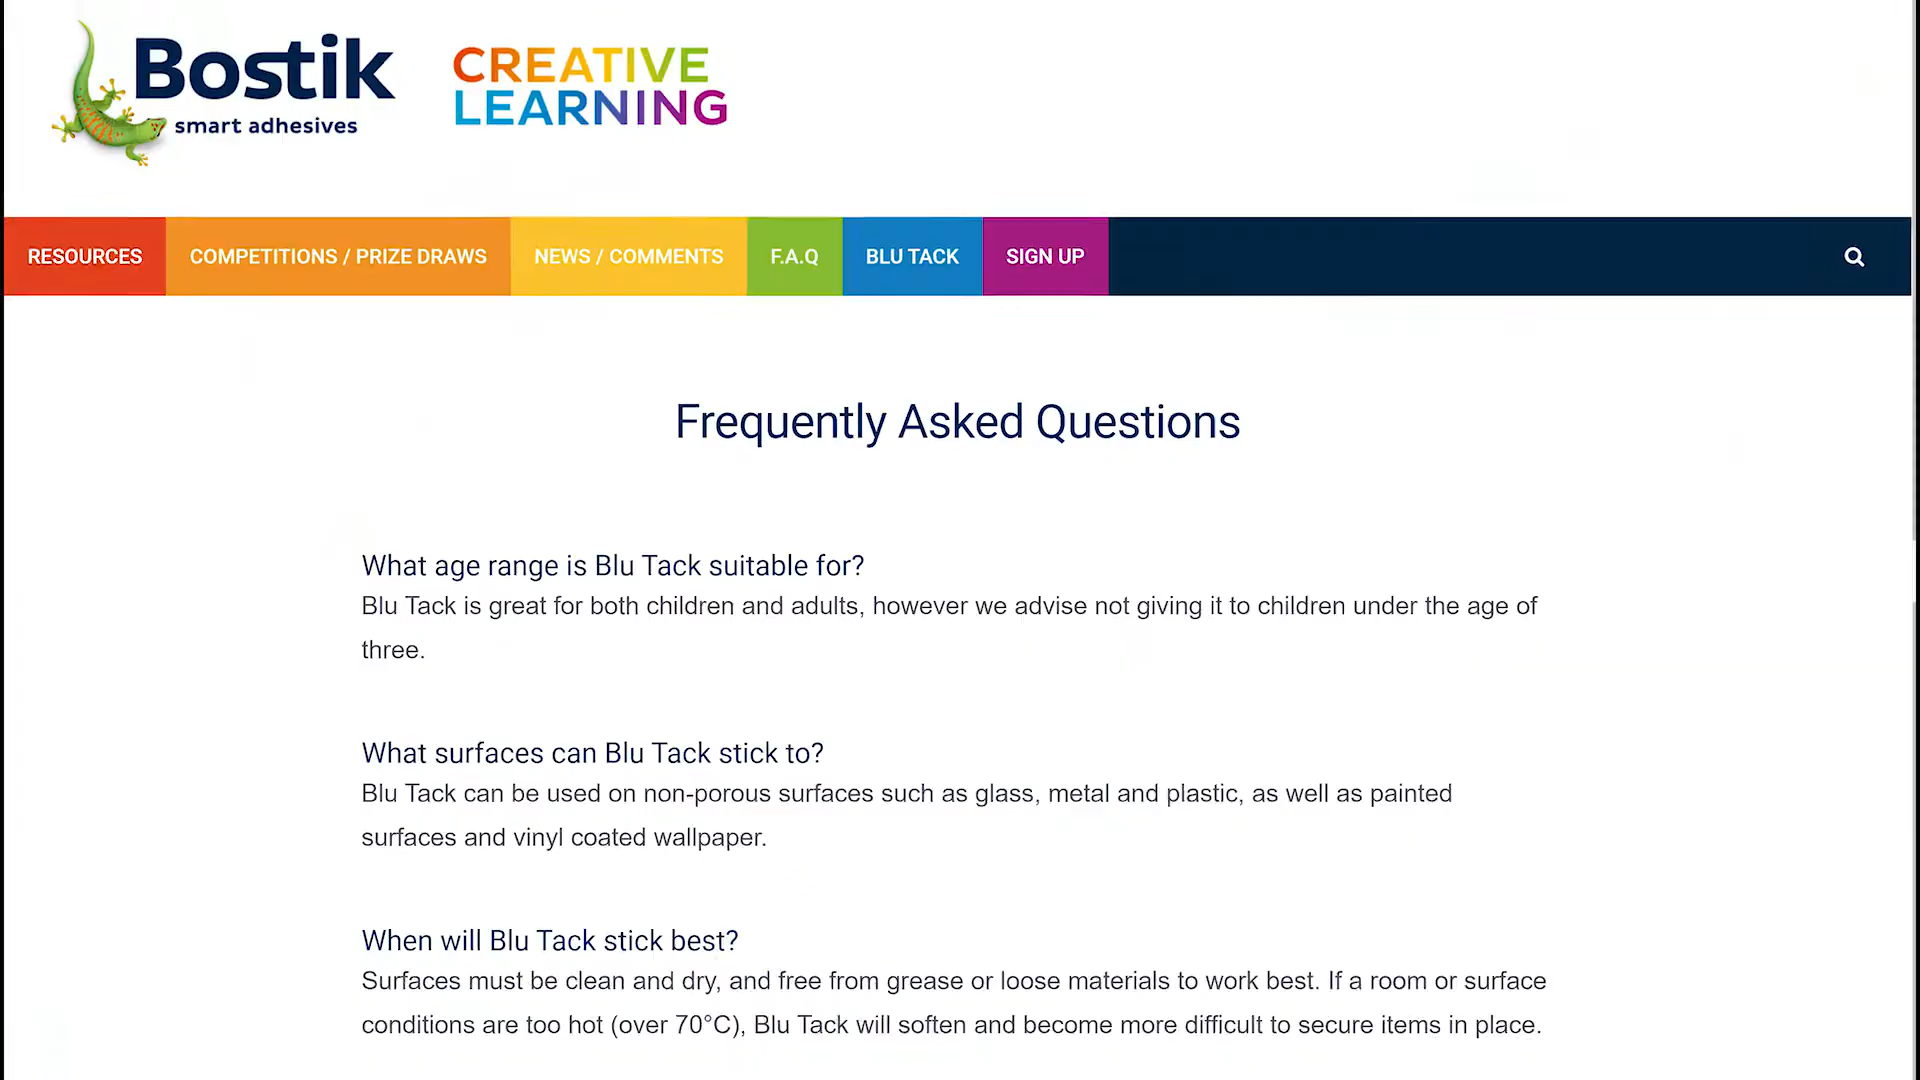 Bostik
smart adhesives
CREATIVE
LEARNING
RESOURCES
COMPETITIONS / PRIZE DRAWS
NEWS / COMMENTS
F.A.Q
BLU TACK
SIGN UP
Frequently Asked Questions
What age range is Blu Tack suitable for?
Blu Tack is great for both children and adults, however we advise not giving it to children under the age of
three.
What surfaces can Blu Tack stick to?
Blu Tack can be used on non-porous surfaces such as glass, metal and plastic, as well as painted
surfaces and vinyl coated wallpaper.
When will Blu Tack stick best?
Surfaces must be clean and dry, and free from grease or loose materials to work best. If a room or surface
conditions are too hot (over 70°C), Blu Tack will soften and become more difficult to secure items in place.